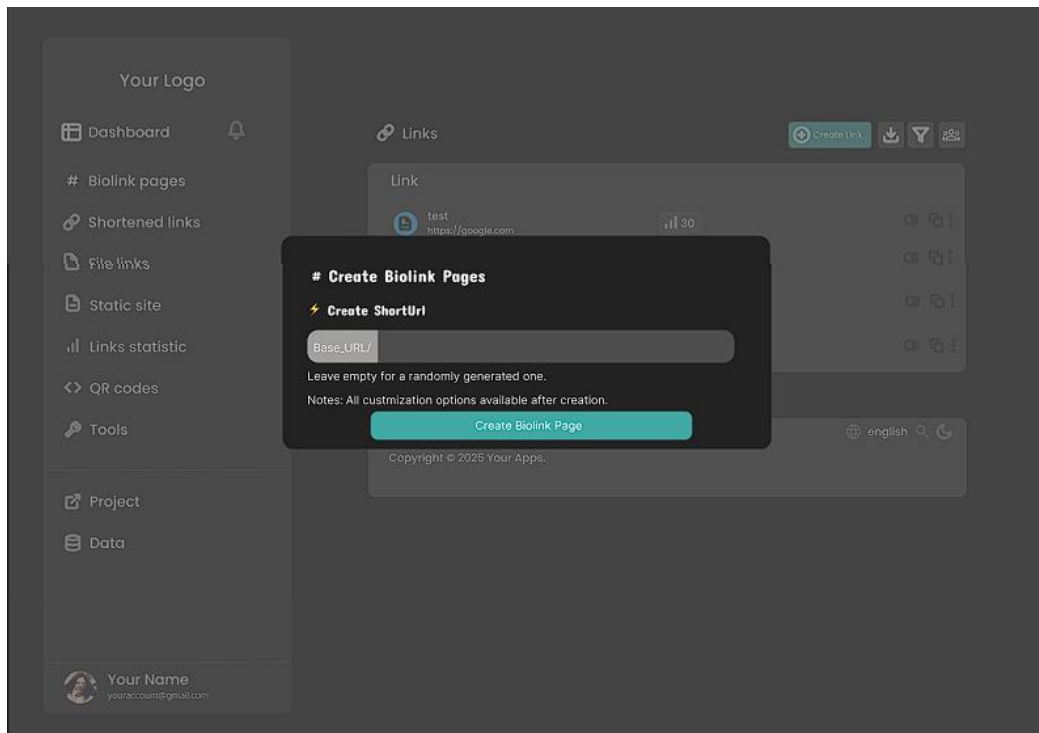 Your Logo
Dashboard
# Biolink pages
Shortened links
File links
Static site
Links statistic
QR codes
Tools
Project
Data
Your Name
youraccount@gmail.com
Links
Create Link
Link
test
https://google.com
30
# Create Biolink Pages
⚡ Create ShortUrl
Base_URL/
Leave empty for a randomly generated one.
Notes: All custmization options available after creation.
Create Biolink Page
english
Copyright © 2025 Your Apps.